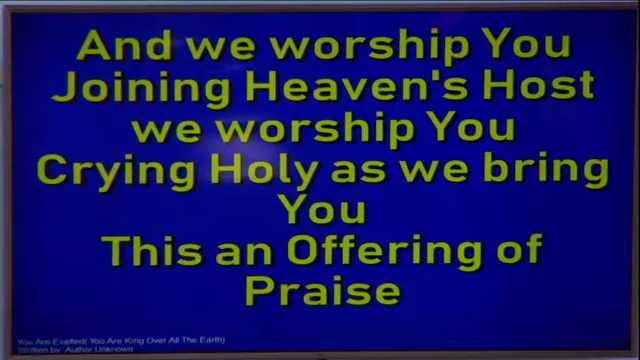 And we worship You
Joining Heaven's Host
we worship You
Crying Holy as we bring
You
This an Offering of
Praise
You Are Exalted( You Are King Over All The Earth)
Written by: Author Unknown